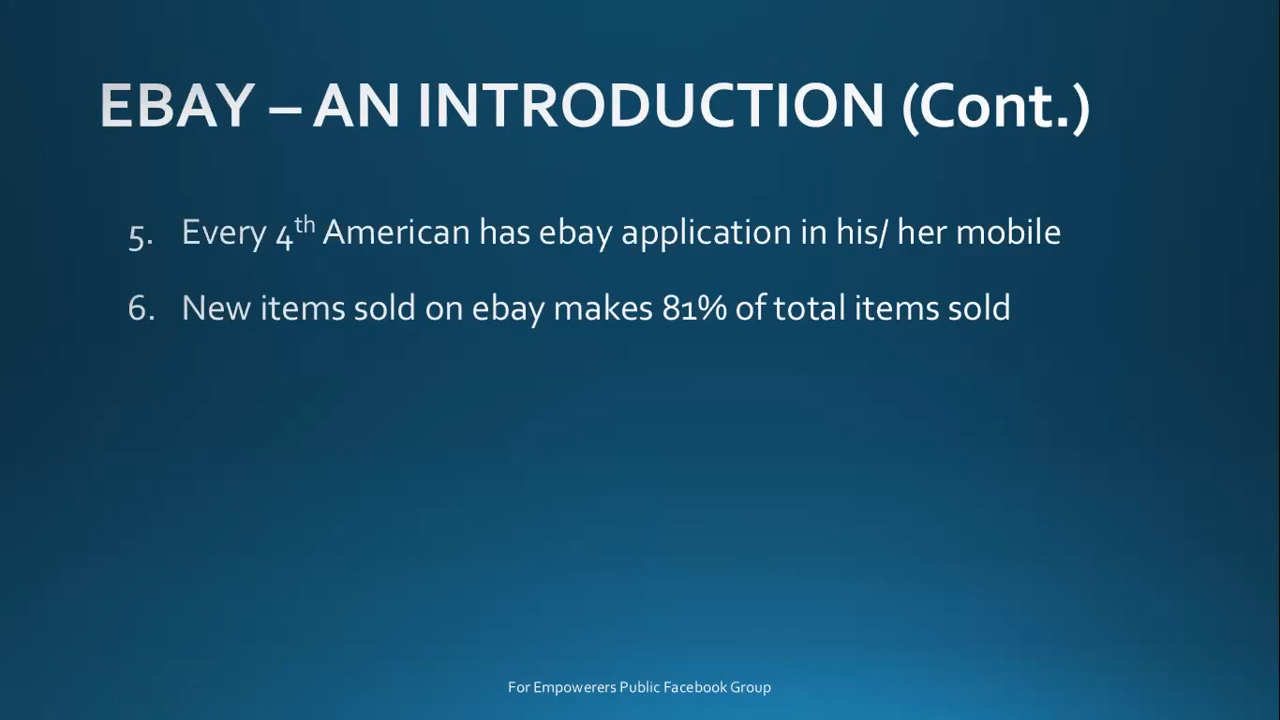 EBAY – AN INTRODUCTION (Cont.)
5. Every 4th American has ebay application in his/ her mobile
6. New items sold on ebay makes 81% of total items sold
For Empowerers Public Facebook Group